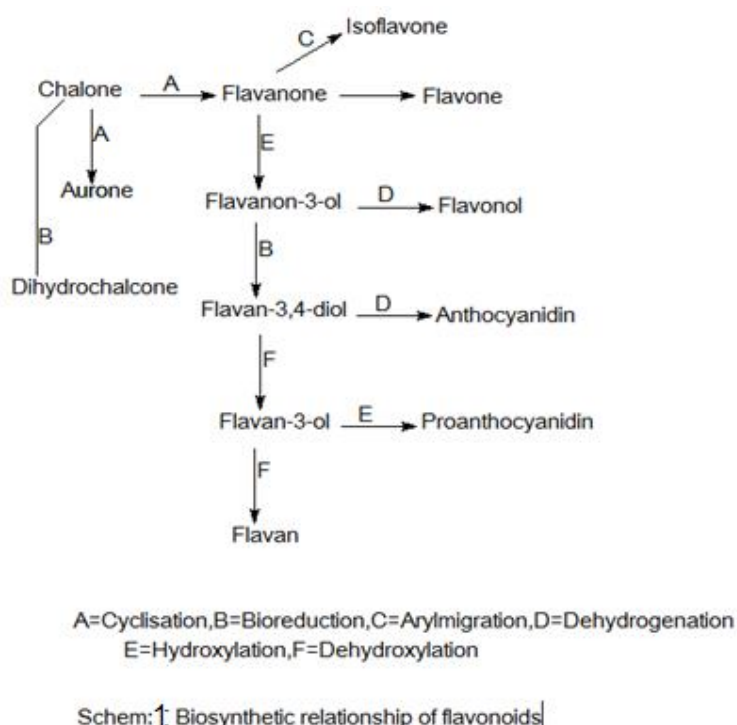 Isoflavone
C
Chalone A Flavanone Flavone
A E
Aurone Flavanon-3-ol D Flavonol
B B
Dihydrochalcone
Flavan-3,4-diol D Anthocyanidin
F
Flavan-3-ol E Proanthocyanidin
F
Flavan
A=Cyclisation,B=Bioreduction,C=Arylmigration,D=Dehydrogenation
E=Hydroxylation,F=Dehydroxylation
Schem:1 Biosynthetic relationship of flavonoids